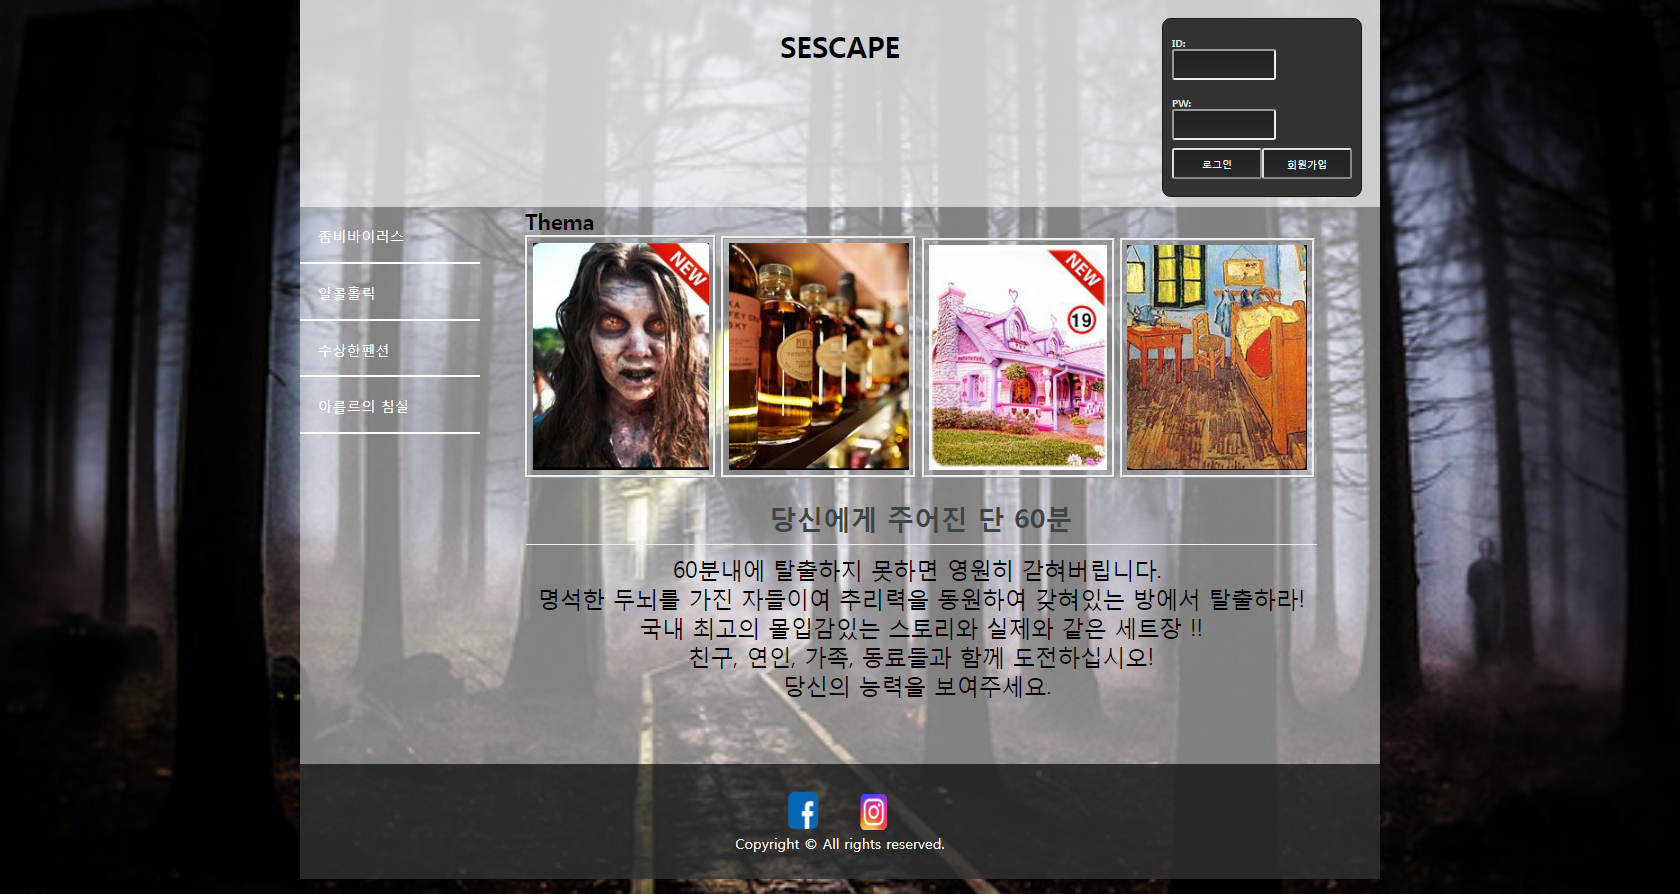 SESCAPE
ID:
PW:
로그인 회원가입
좀비바이러스
알콜홀릭
수상한펜션
아를르의 침실
Thema
NEW
NEW
19
당신에게 주어진 단 60분
60분내에 탈출하지 못하면 영원히 갇혀버립니다.
명석한 두뇌를 가진 자들이여 추리력을 동원하여 갖혀있는 방에서 탈출하라!
국내 최고의 몰입감있는 스토리와 실제와 같은 세트장 !!
친구, 연인, 가족, 동료들과 함께 도전하십시오!
당신의 능력을 보여주세요.
Copyright © All rights reserved.